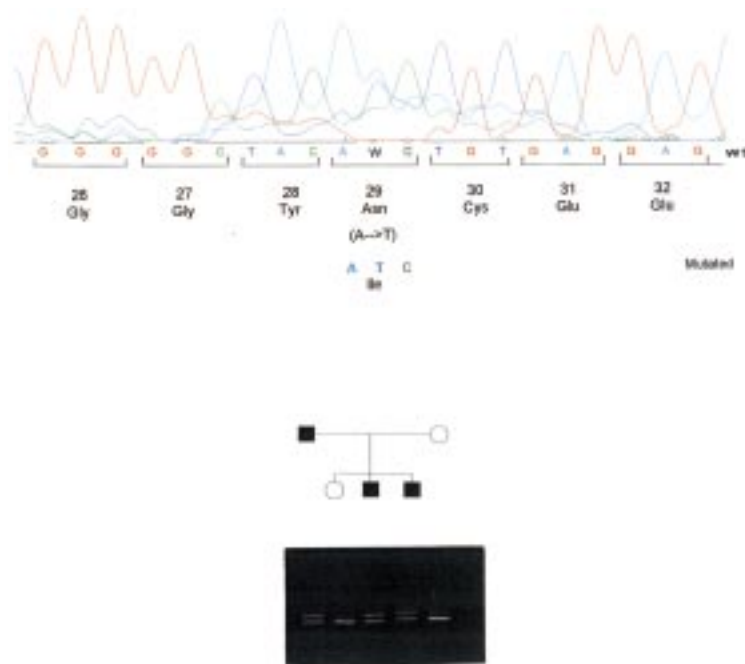 G G G G G C T A C A W C T G T G A G G A G wt
26 27 28 29 30 31 32
Gly Gly Tyr Asn Cys Glu Glu
(A-->T)
A T C Mutated
Ile